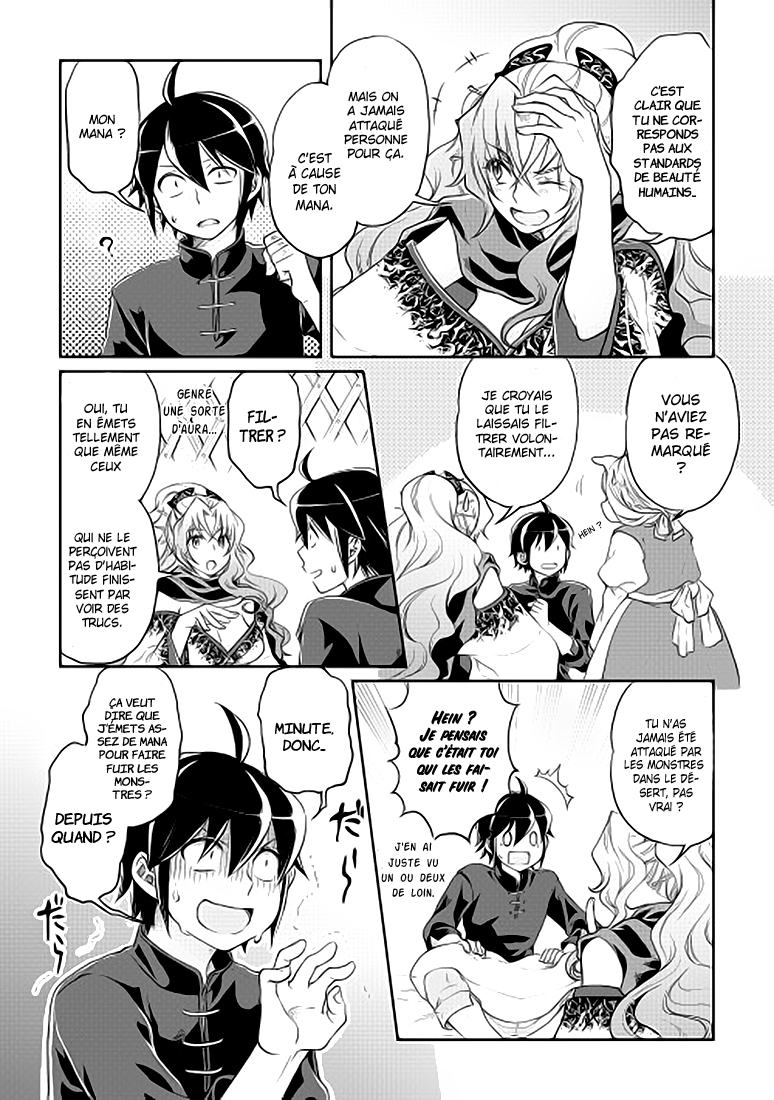 C'EST
CLAIR QUE
TU NE COR-
RESPONDS
PAS AUX
STANDARDS
DE BEAUTÉ
HUMAINS...
MAIS ON
A JAMAIS
ATTAQUÉ
PERSONNE
POUR ÇA.
C'EST
À CAUSE
DE TON
MANA.
MON
MANA ?
?
VOUS
N'AVIEZ
PAS RE-
MARQUÉ
?
JE CROYAIS
QUE TU LE
LAISSAIS FIL-
TRER VOLON-
TAIREMENT...
HEIN ?
FIL-
TRER ?
GENRE
UNE SORTE
D'AURA...
OUI, TU
EN ÉMETS
TELLEMENT
QUE MÊME
CEUX
QUI NE LE
PERÇOIVENT
PAS D'HABI-
TUDE FINIS-
SENT PAR
VOIR DES
TRUCS.
TU N'AS
JAMAIS ÉTÉ
ATTAQUÉ PAR
LES MONSTRES
DANS LE DÉ-
SERT, PAS
VRAI ?
HEIN ?
JE PENSAIS
QUE C'ÉTAIT TOI
QUI LES FAI-
SAIT FUIR !
J'EN AI
JUSTE VU
UN OU DEUX
DE LOIN.
MINUTE,
DONC...
ÇA VEUT
DIRE QUE
J'ÉMETS AS-
SEZ DE MANA
POUR FAIRE
FUIR LES
MONS-
TRES ?
DEPUIS
QUAND ?
だら
だら